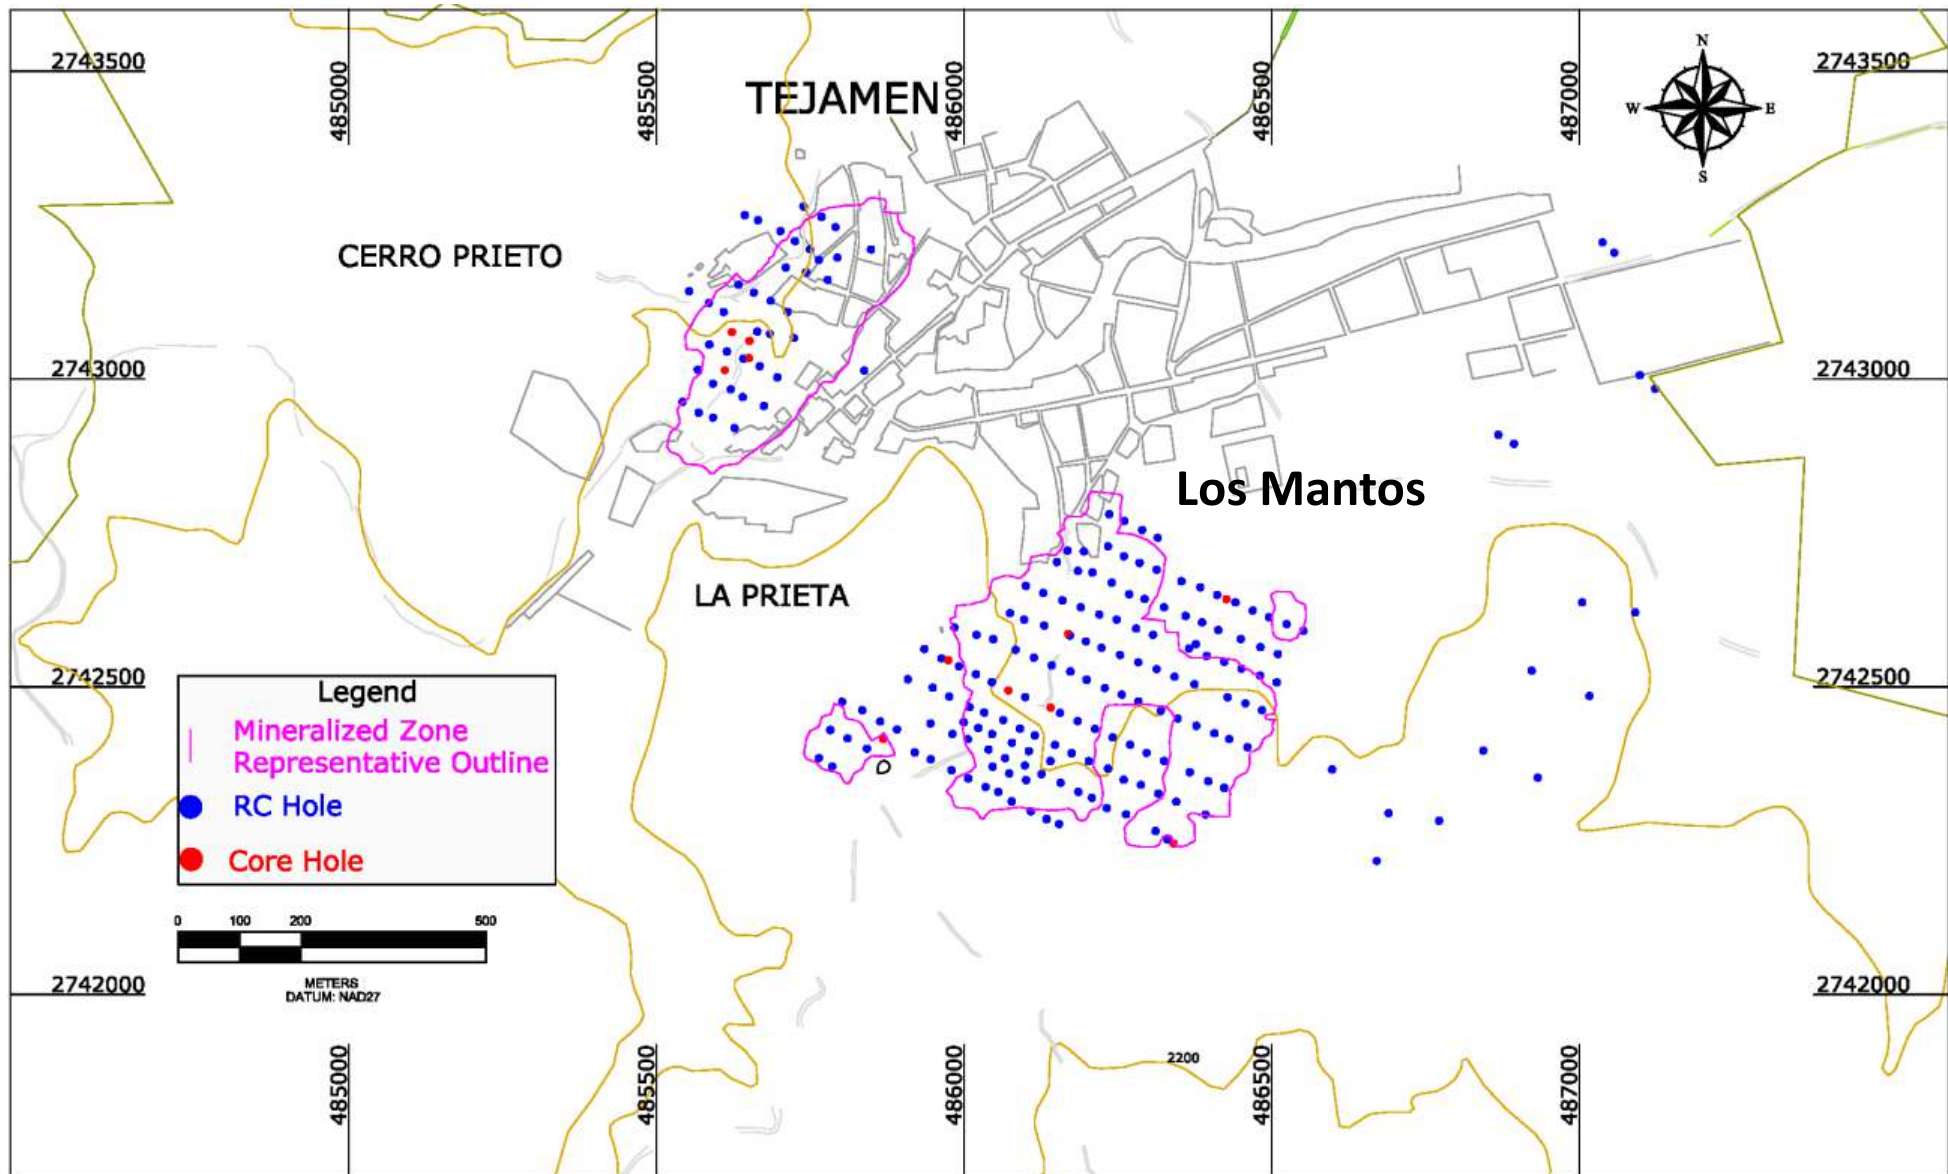 485000
485500
486000
486500
487000
N
W
E
S
2743500
2743500
TEJAMEN
CERRO PRIETO
2743000
2743000
Los Mantos
LA PRIETA
2742500
2742500
Legend
Mineralized Zone
Representative Outline
RC Hole
Core Hole
0 100 200 500
METERS
DATUM: NAD27
2742000
2742000
2200
485000
485500
486000
486500
487000